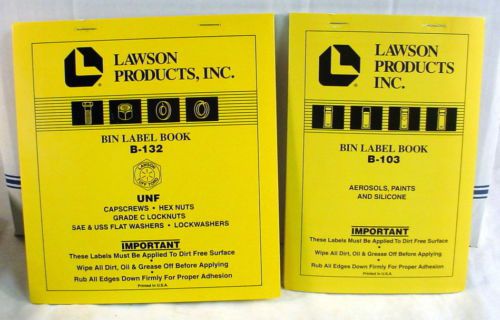 LAWSON
PRODUCTS, INC.
BIN LABEL BOOK
B-132
LAWSON
UNF
CAPSCREWS • HEX NUTS
GRADE C LOCKNUTS
SAE & USS FLAT WASHERS • LOCKWASHERS
IMPORTANT
These Labels Must Be Applied To Dirt Free Surface
•
Wipe All Dirt, Oil & Grease Off Before Applying
•
Rub All Edges Down Firmly For Proper Adhesion
Printed in U.S.A.
LAWSON
PRODUCTS
INC.
BIN LABEL BOOK
B-103
AEROSOLS, PAINTS
AND SILICONE
IMPORTANT
These Labels Must Be Applied To Dirt Free Surface
•
Wipe All Dirt, Oil & Grease Off Before Applying
•
Rub All Edges Down Firmly For Proper Adhesion
Printed in U.S.A.